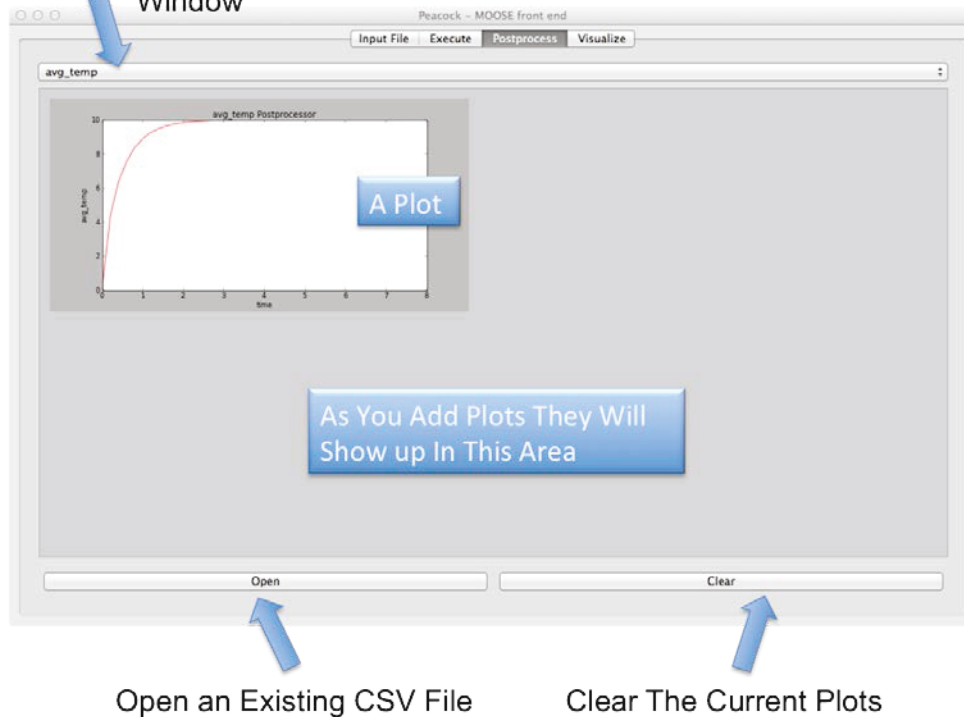 Window
Peacock – MOOSE front end
Input File Execute Postprocess Visualize
avg_temp
avg_temp Postprocessor
10
8
6
4
2
0
avg_temp
0 1 2 3 4 5 6 7 8
time
A Plot
As You Add Plots They Will
Show up In This Area
Open Clear
Open an Existing CSV File Clear The Current Plots